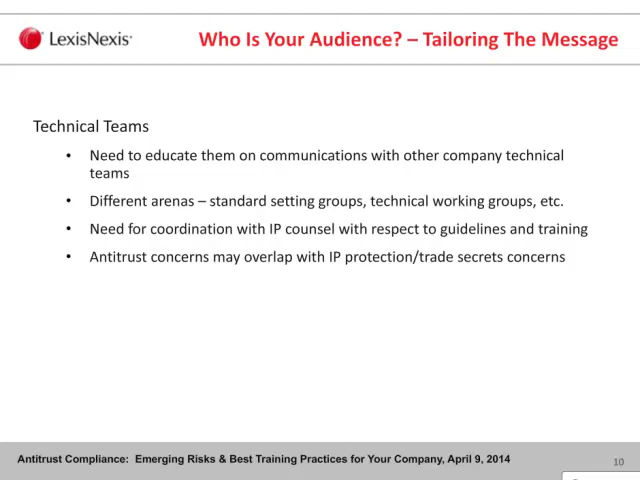 LexisNexis®
Who Is Your Audience? – Tailoring The Message
Technical Teams
• Need to educate them on communications with other company technical
teams
• Different arenas – standard setting groups, technical working groups, etc.
• Need for coordination with IP counsel with respect to guidelines and training
• Antitrust concerns may overlap with IP protection/trade secrets concerns
Antitrust Compliance: Emerging Risks & Best Training Practices for Your Company, April 9, 2014
10